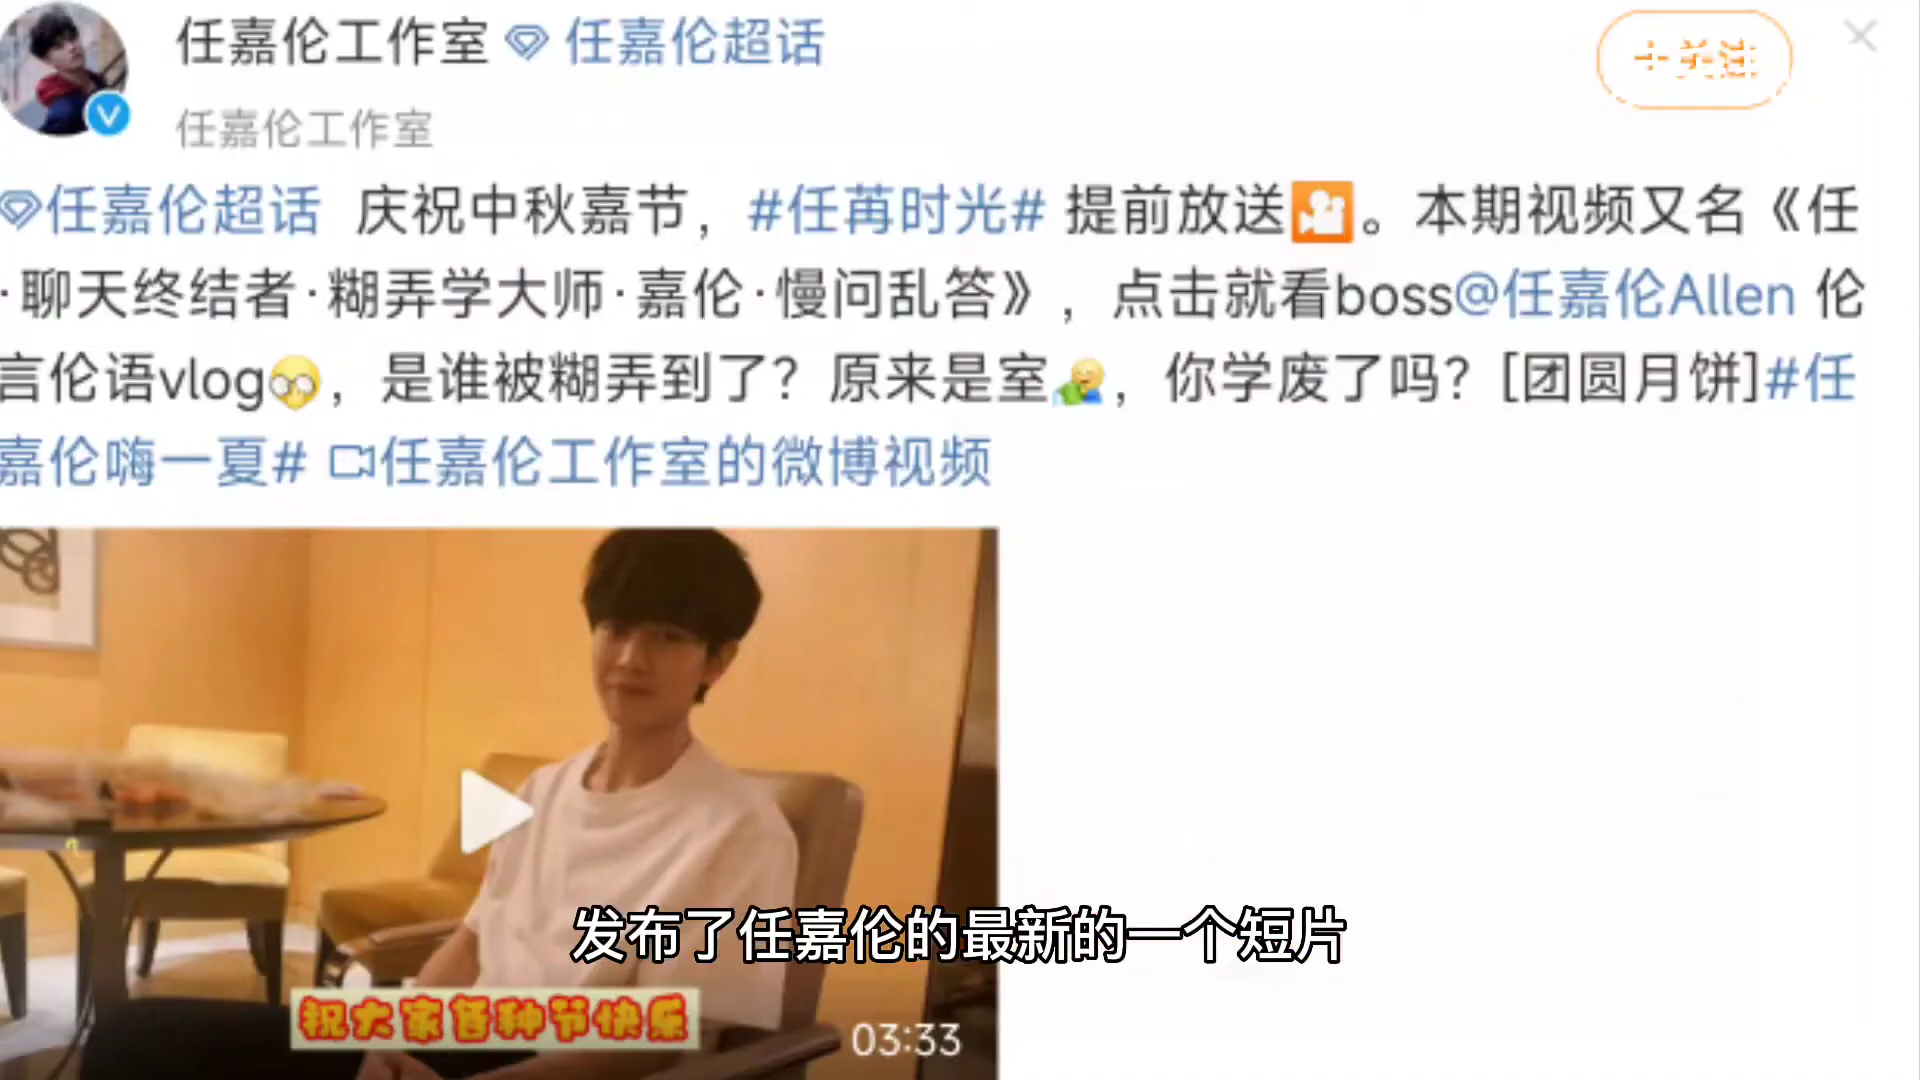 任嘉伦工作室 任嘉伦超话
+关注
任嘉伦工作室
任嘉伦超话 庆祝中秋嘉节，#任苒时光#提前放送。本期视频又名《任
·聊天终结者·糊弄学大师·嘉伦·慢问乱答》，点击就看boss@任嘉伦Allen 伦
言伦语vlog，是谁被糊弄到了？原来是室，你学废了吗？[团圆月饼]#任
嘉伦嗨一夏# 任嘉伦工作室的微博视频
发布了任嘉伦的最新的一个短片
祝大家各种节快乐
03:33